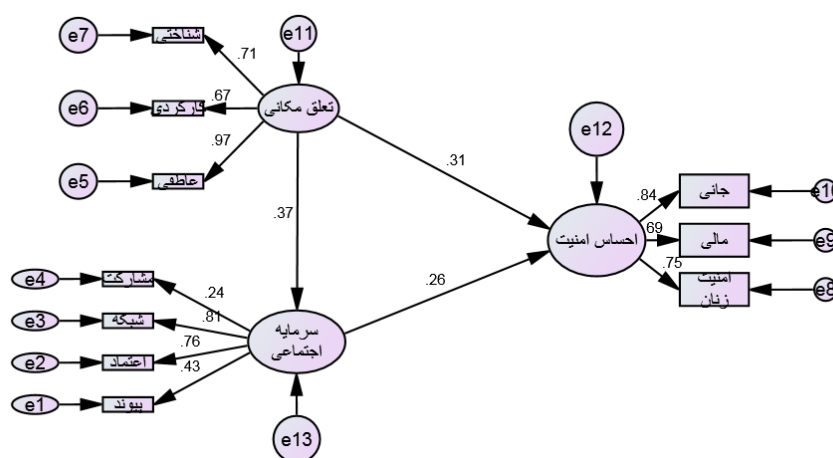 e7
شناختی
.71
e11
e6
کارکردی
.67
تعلق مکانی
e5
عاطفی
.97
e12
.31
.37
.84
جانی
e10
احساس امنیت
.69
مالی
e9
.75
امنیت
زنان
e8
.26
e4
مشارکت
.24
e3
شبکه
.81
سرمایه
اجتماعی
e2
اعتماد
.76
e1
پیوند
.43
e13